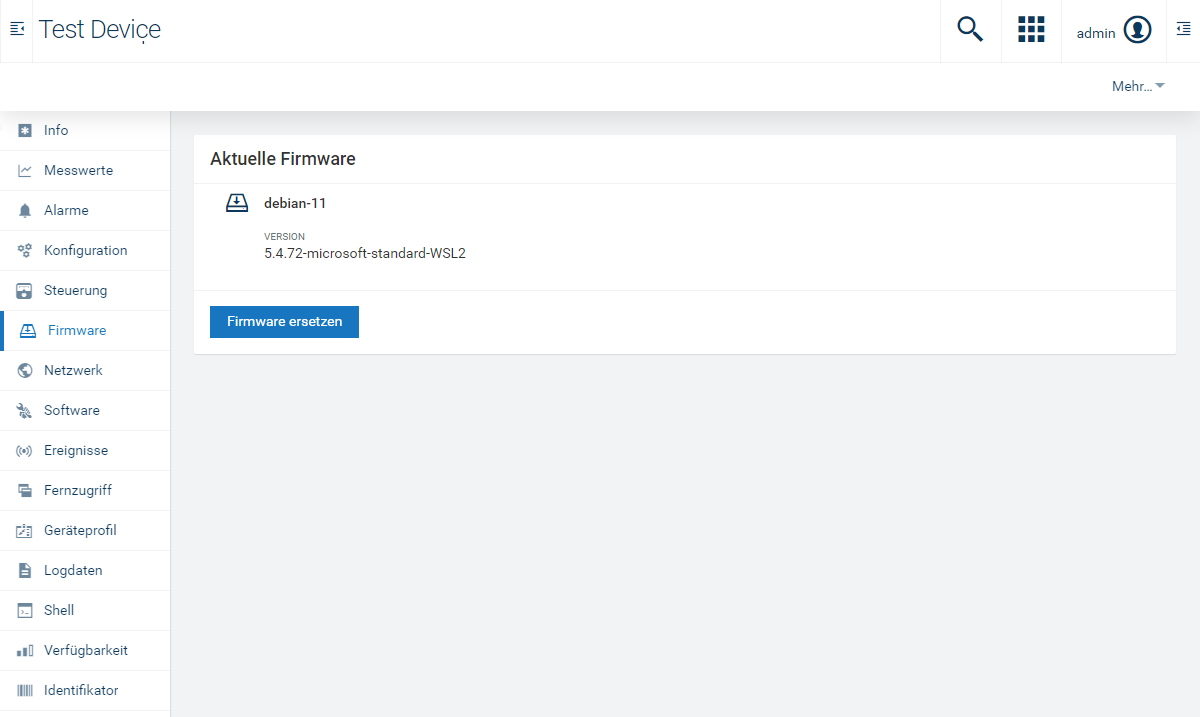 Test Device
admin
Mehr...
Info
Messwerte
Alarme
Konfiguration
Steuerung
Firmware
Netzwerk
Software
Ereignisse
Fernzugriff
Geräteprofil
Logdaten
Shell
Verfügbarkeit
Identifikator
Aktuelle Firmware
debian-11
VERSION
5.4.72-microsoft-standard-WSL2
Firmware ersetzen